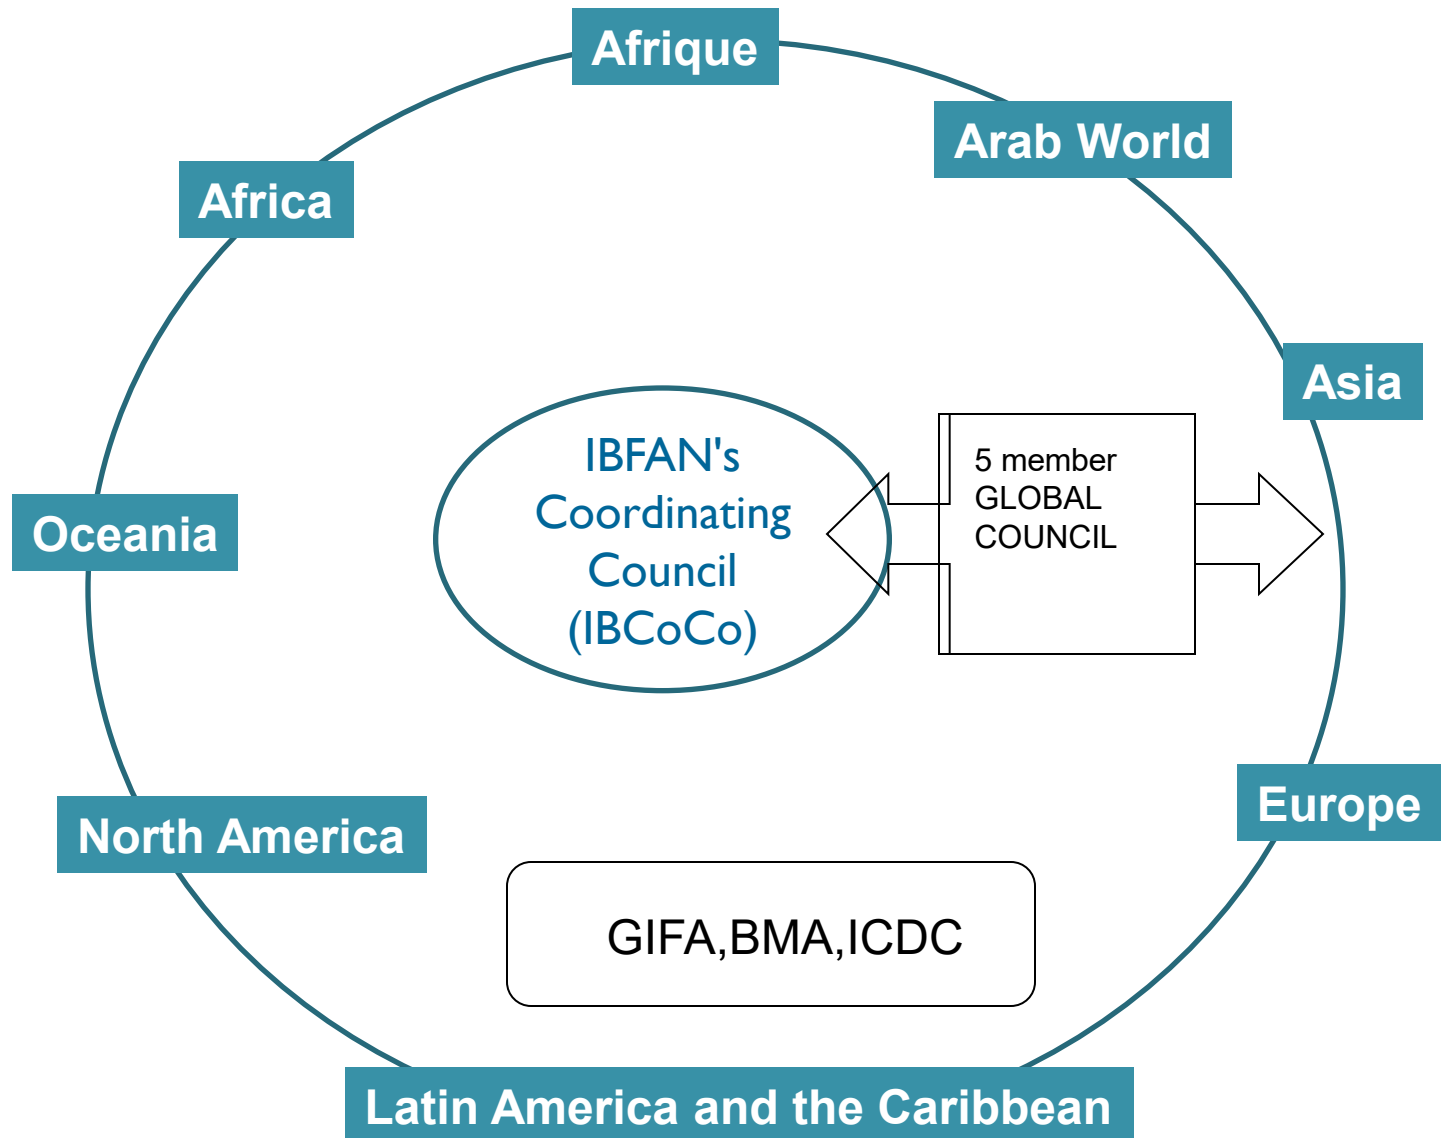 Afrique
Arab World
Africa
Asia
IBFAN's
Coordinating
Council
(IBCoCo)
5 member
GLOBAL
COUNCIL
Oceania
Europe
North America
GIFA,BMA,ICDC
Latin America and the Caribbean